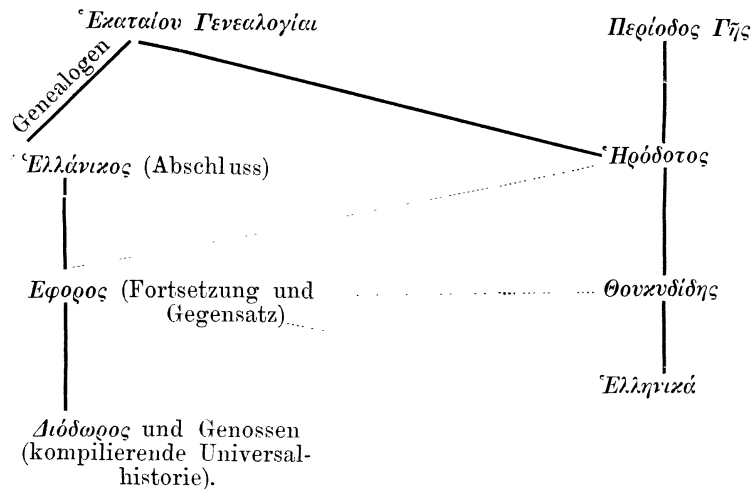 Ἑκαταίου Γενεαλογίαι
Περίοδος Γῆς
Genealogen
Ἑλλάνικος (Abschluss)
Ἡρόδοτος
Εφορος (Fortsetzung und
Gegensatz)
Θουκυδίδης
Ἑλληνικά
Διόδωρος und Genossen
(kompilierende Universal-
historie).